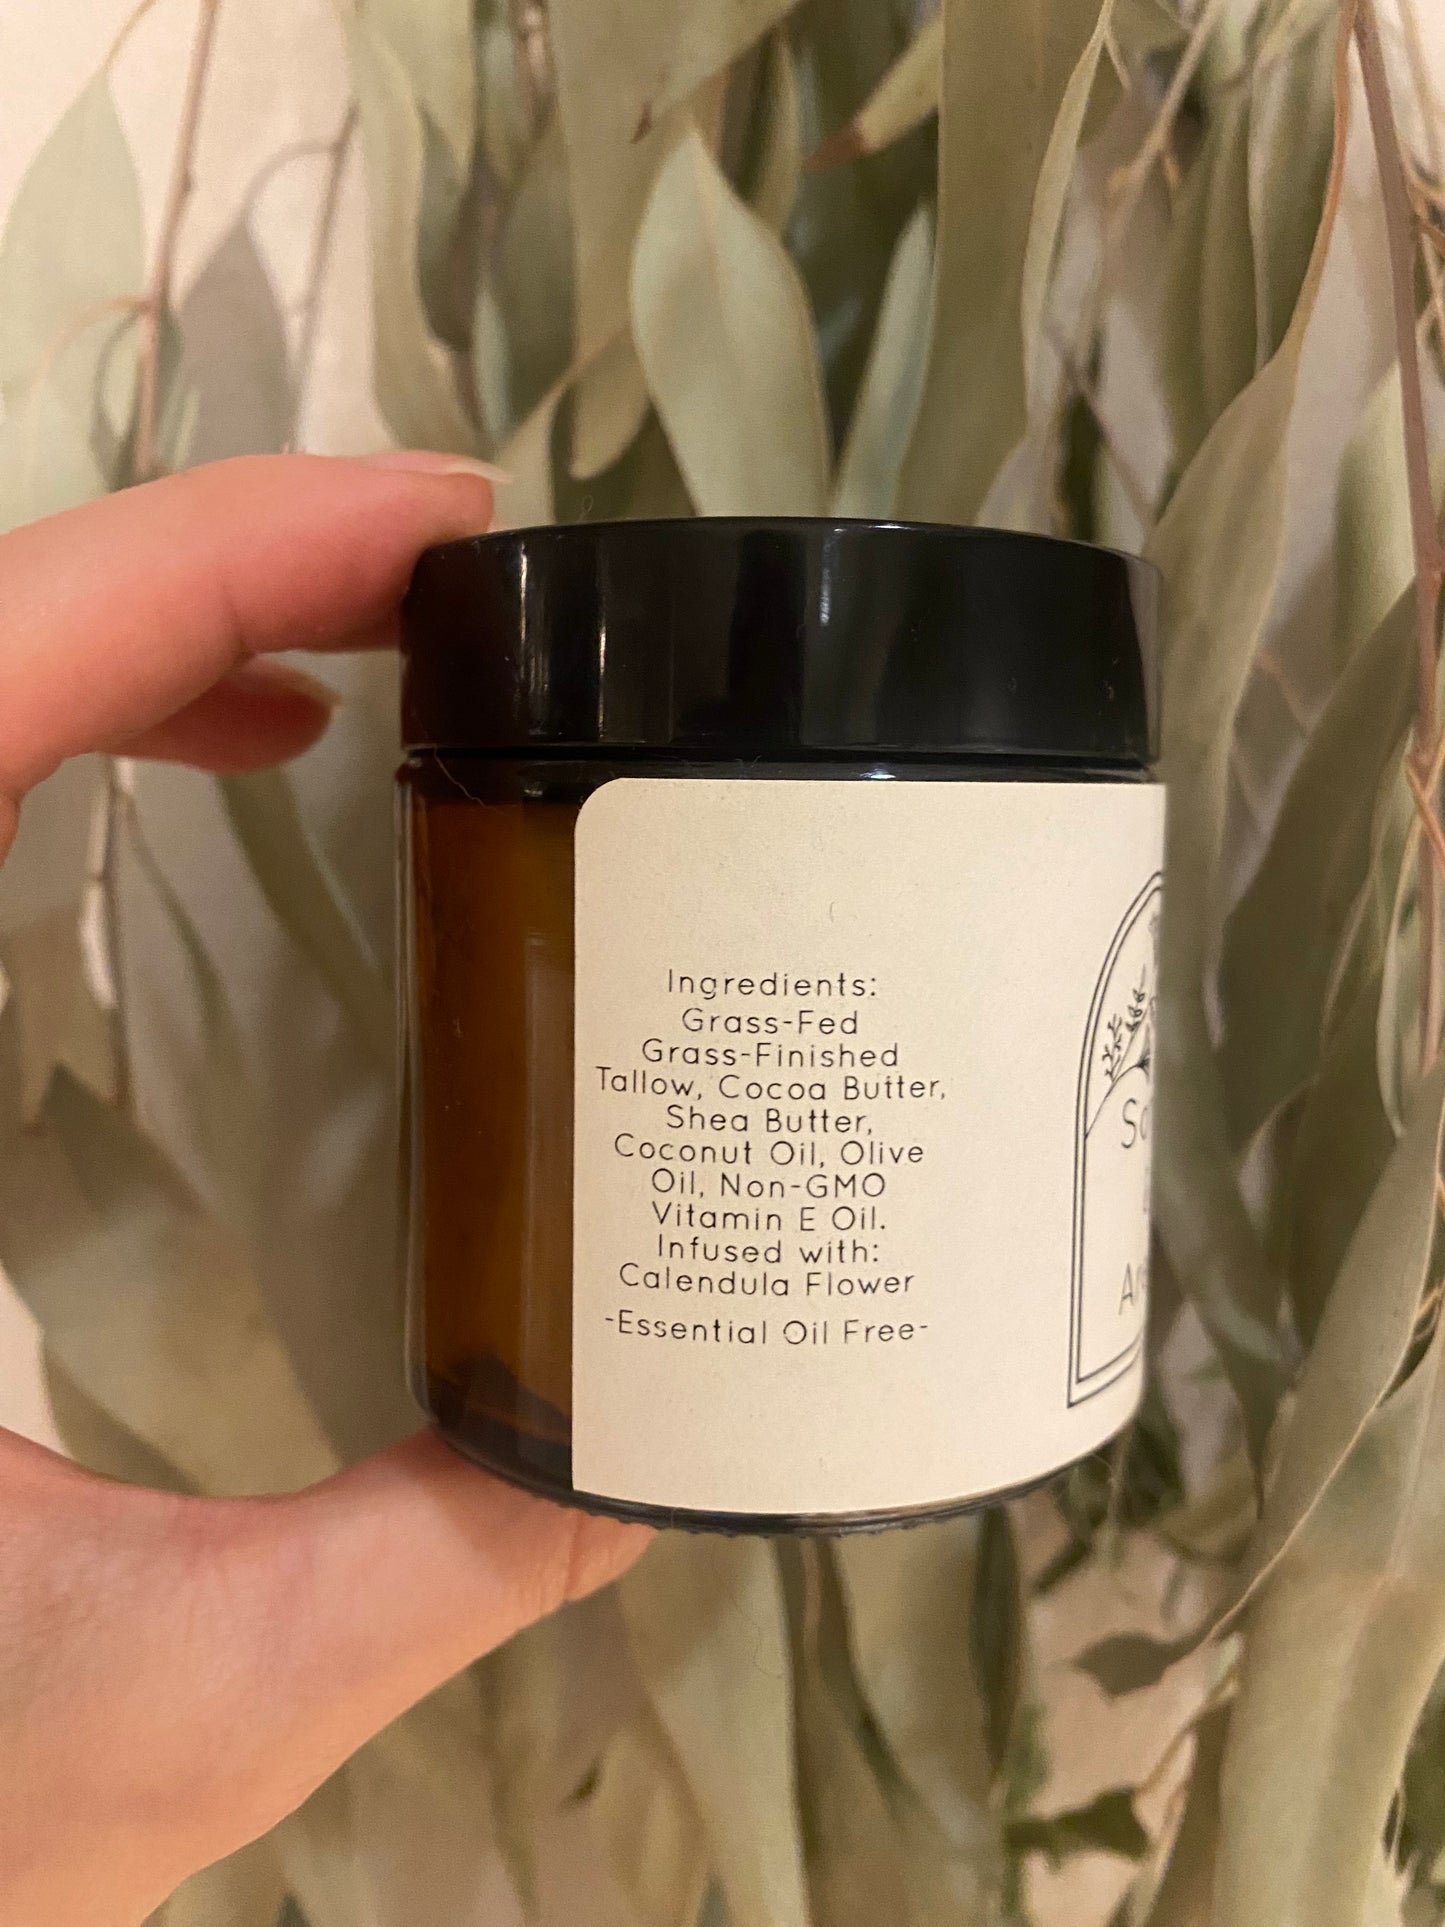 Ingredients:
Grass-Fed
Grass-Finished
Tallow, Cocoa Butter,
Shea Butter,
Coconut Oil, Olive
Oil, Non-GMO
Vitamin E Oil.
Infused with:
Calendula Flower
-Essential Oil Free-